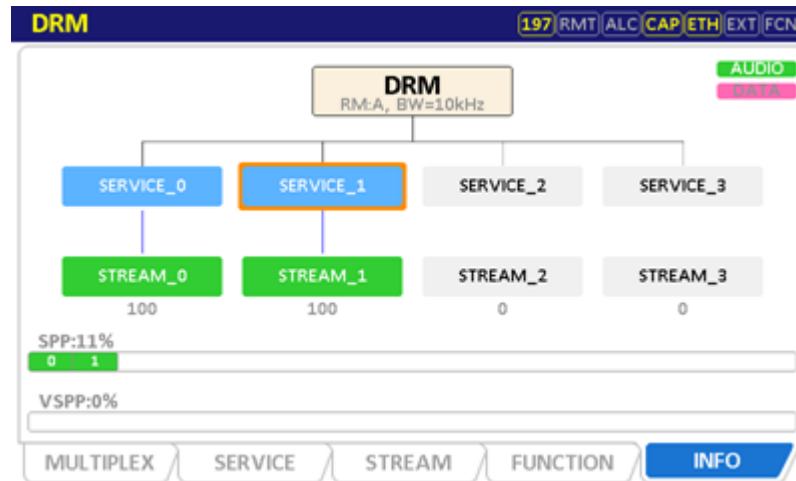 DRM 197 RMT ALC CAP ETH EXT FCN
AUDIO
DATA
DRM
RM:A, BW=10kHz
SERVICE_0 SERVICE_1 SERVICE_2 SERVICE_3
STREAM_0 STREAM_1 STREAM_2 STREAM_3
100 100 0 0
SPP:11%
0 1
VSPP:0%
MULTIPLEX SERVICE STREAM FUNCTION INFO